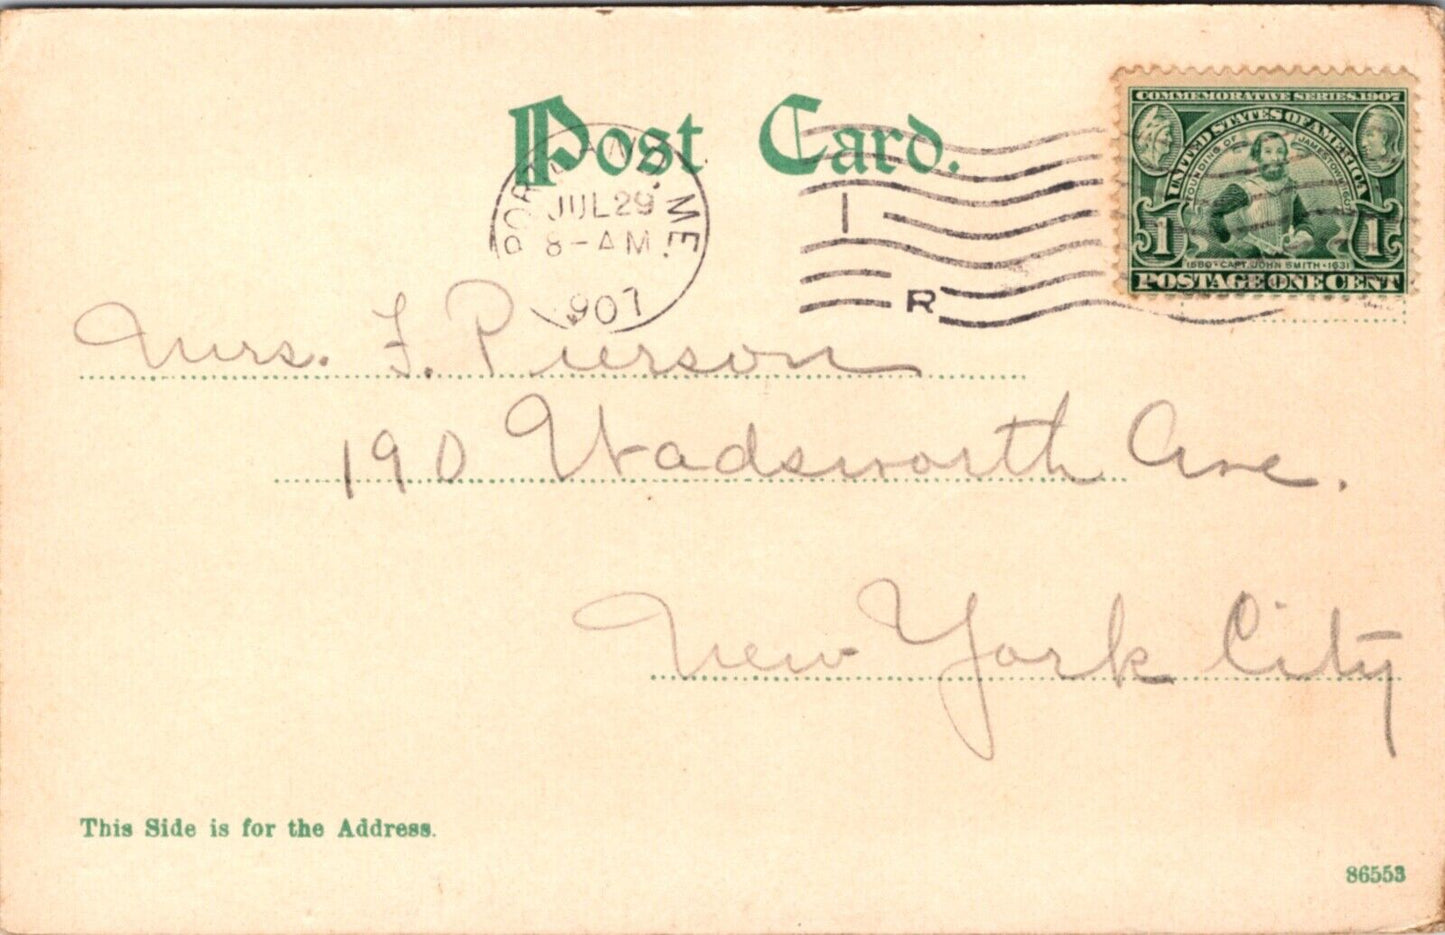 Post Card.
PORTLAND, ME.
JUL 29
8-AM
1907
I
R
COMMEMORATIVE SERIES 1907
UNITED STATES OF AMERICA
FOUNDING OF JAMESTOWN 1607
1 1
1580·CAPT. JOHN SMITH·1631
POSTAGE ONE CENT
Mrs. F. Pierson
190 Wadsworth Ave.
New York City
This Side is for the Address.
86553